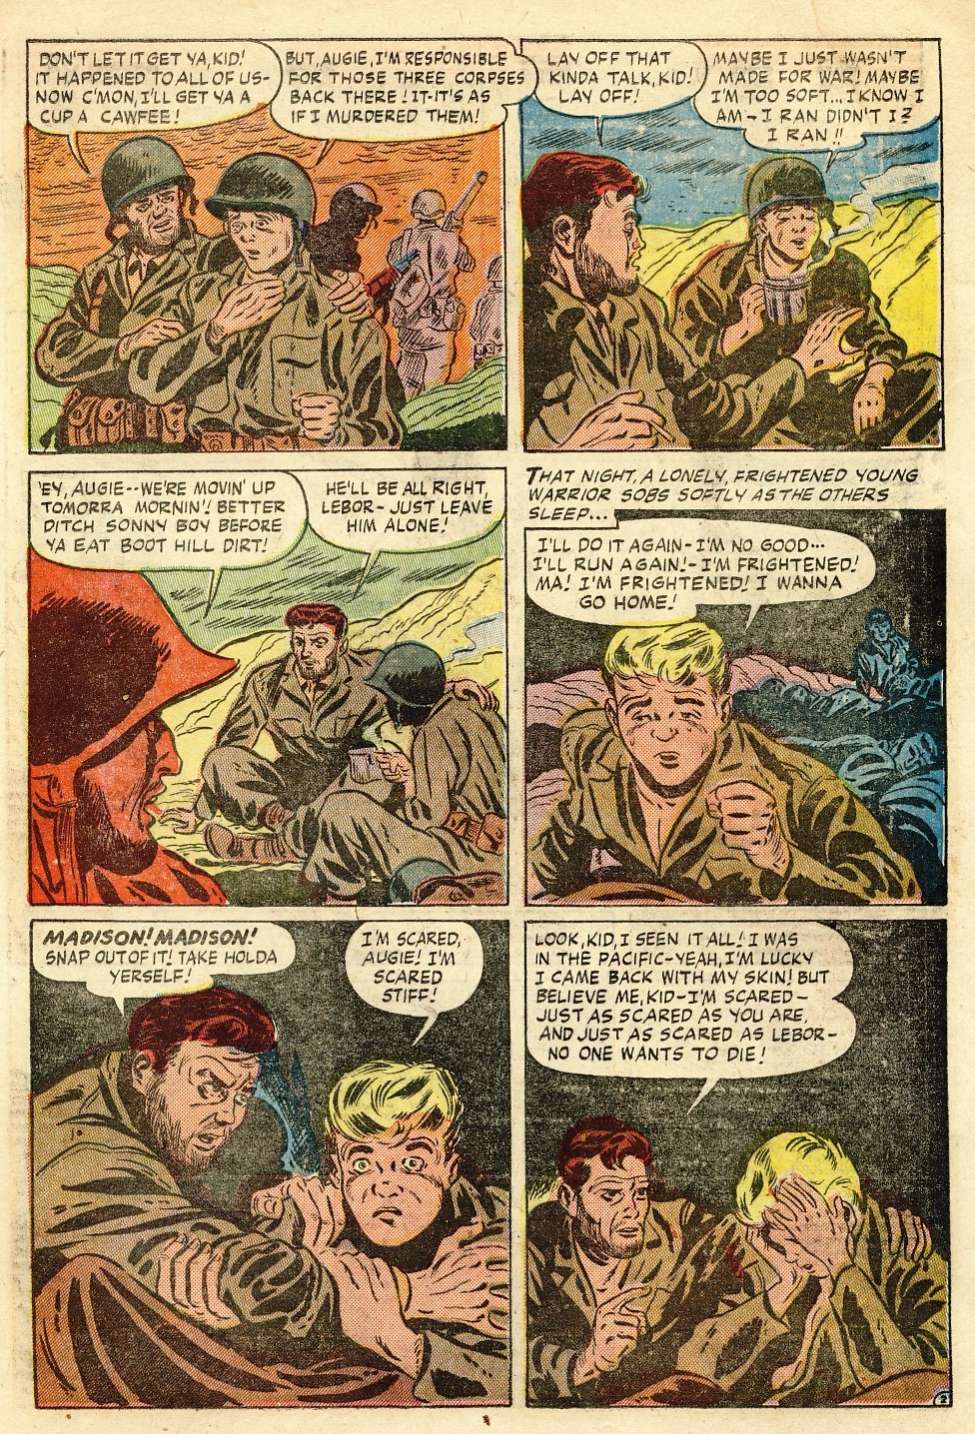 DON'T LET IT GET YA, KID!
IT HAPPENED TO ALL OF US-
NOW C'MON, I'LL GET YA A
CUP A CAWFEE!
BUT, AUGIE, I'M RESPONSIBLE
FOR THOSE THREE CORPSES
BACK THERE! IT-IT'S AS
IF I MURDERED THEM!
LAY OFF THAT
KINDA TALK, KID!
LAY OFF!
MAYBE I JUST WASN'T
MADE FOR WAR! MAYBE
I'M TOO SOFT... I KNOW I
AM-I RAN DIDN'T I?
I RAN!!
'EY, AUGIE--WE'RE MOVIN' UP
TOMORRA MORNIN'! BETTER
DITCH SONNY BOY BEFORE
YA EAT BOOT HILL DIRT!
HE'LL BE ALL RIGHT,
LEBOR-JUST LEAVE
HIM ALONE!
THAT NIGHT, A LONELY, FRIGHTENED YOUNG
WARRIOR SOBS SOFTLY AS THE OTHERS
SLEEP...
I'LL DO IT AGAIN-I'M NO GOOD...
I'LL RUN AGAIN!-I'M FRIGHTENED!
MA! I'M FRIGHTENED! I WANNA
GO HOME!
MADISON! MADISON!
SNAP OUT OF IT! TAKE HOLDA
YERSELF!
I'M SCARED,
AUGIE! I'M
SCARED
STIFF!
LOOK, KID, I SEEN IT ALL! I WAS
IN THE PACIFIC-YEAH, I'M LUCKY
I CAME BACK WITH MY SKIN! BUT
BELIEVE ME, KID-I'M SCARED-
JUST AS SCARED AS YOU ARE,
AND JUST AS SCARED AS LEBOR-
NO ONE WANTS TO DIE!
2